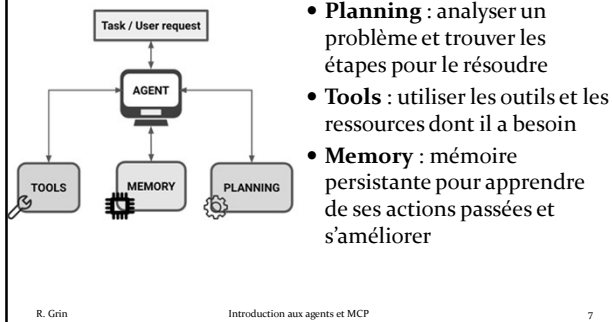 Task / User request
AGENT
TOOLS
MEMORY
PLANNING
• Planning : analyser un
problème et trouver les
étapes pour le résoudre
• Tools : utiliser les outils et les
ressources dont il a besoin
• Memory : mémoire
persistante pour apprendre
de ses actions passées et
s’améliorer
R. Grin
Introduction aux agents et MCP
7